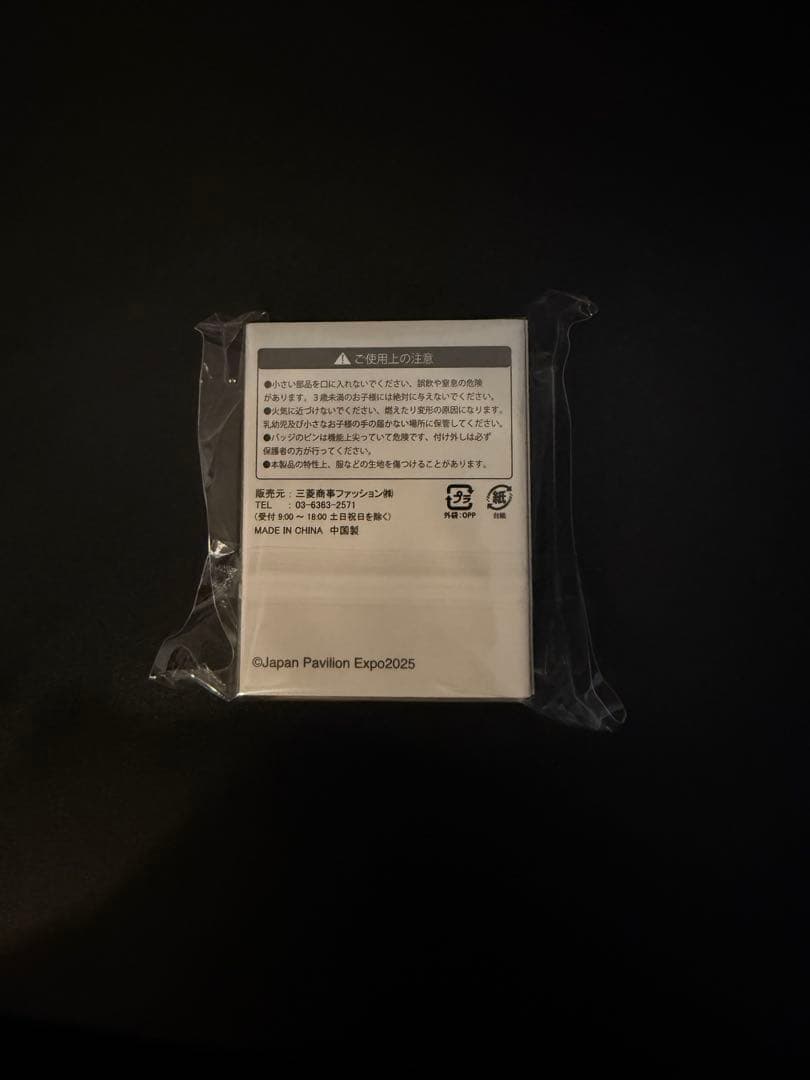 ⚠ ご使用上の注意
●小さい部品を口に入れないでください、誤飲や窒息の危険
があります。3歳未満のお子様には絶対に与えないでください。
●火気に近づけないでください、燃えたり変形の原因になります。
乳幼児及び小さなお子様の手の届かない場所に保管してください。
●バッジのピンは機能上尖っていて危険です、付け外しは必ず
保護者の方が行ってください。
●本製品の特性上、服などの生地を傷つけることがあります。
販売元：三菱商事ファッション㈱
TEL ：03-6363-2571
(受付 9:00 ～ 18:00 土日祝日を除く)
MADE IN CHINA 中国製
プラ
外袋：OPP
紙
台紙
©Japan Pavilion Expo2025